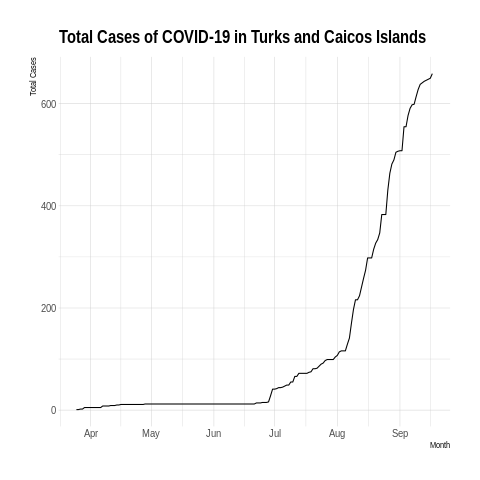 Total Cases of COVID-19 in Turks and Caicos Islands
Total Cases
600
400
200
0
Apr May Jun Jul Aug Sep
Month